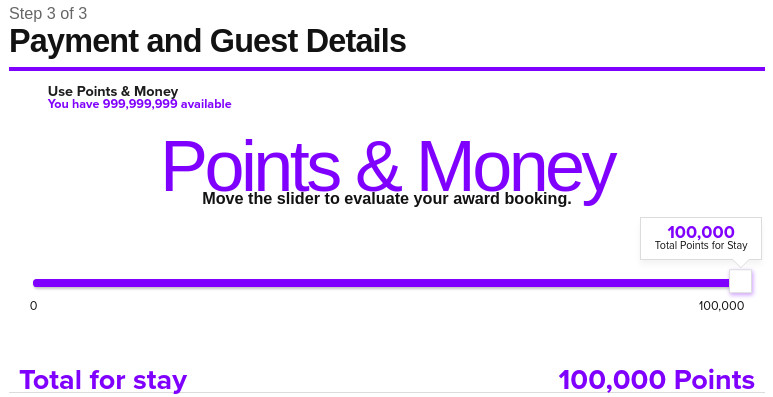 Step 3 of 3
Payment and Guest Details
Use Points & Money
You have 999,999,999 available
Points & Money
Move the slider to evaluate your award booking.
100,000
Total Points for Stay
0 100,000
Total for stay 100,000 Points